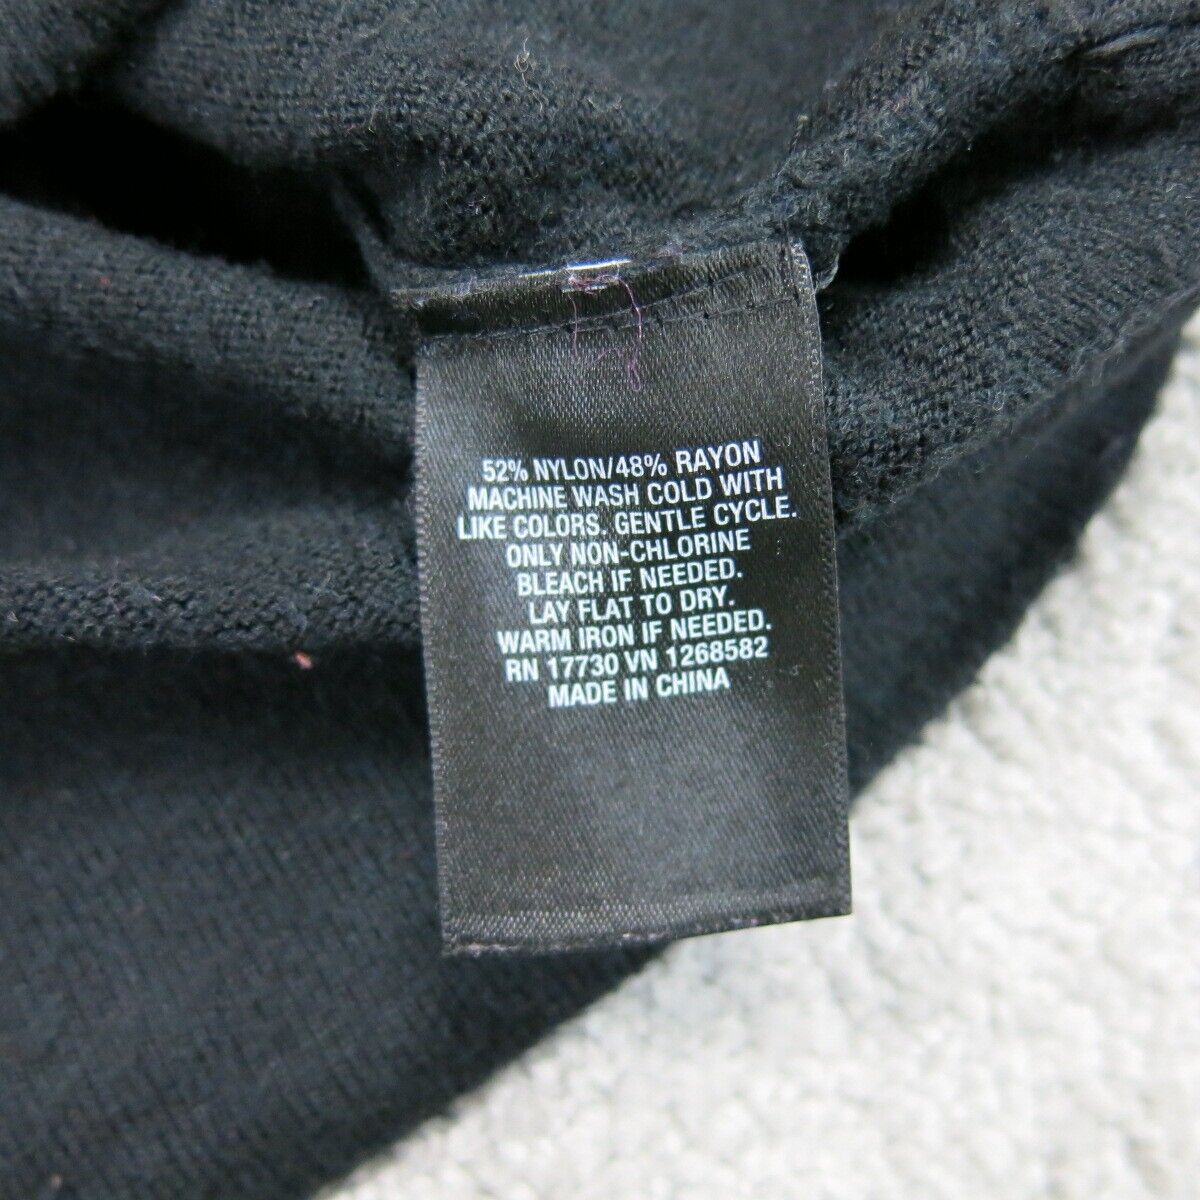 52% NYLON/48% RAYON
MACHINE WASH COLD WITH
LIKE COLORS. GENTLE CYCLE.
ONLY NON-CHLORINE
BLEACH IF NEEDED.
LAY FLAT TO DRY.
WARM IRON IF NEEDED.
RN 17730 VN 1268582
MADE IN CHINA